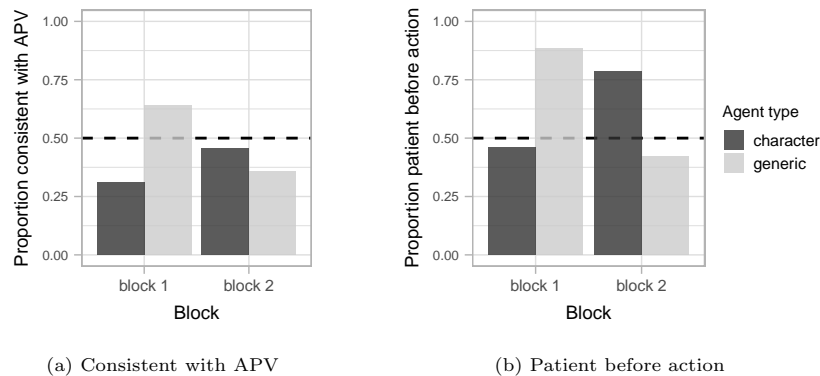 Proportion consistent with APV
1.00
0.75
0.50
0.25
0.00
block 1 block 2
Block
(a) Consistent with APV
Proportion patient before action
1.00
0.75
0.50
0.25
0.00
block 1 block 2
Block
(b) Patient before action
Agent type
character
generic